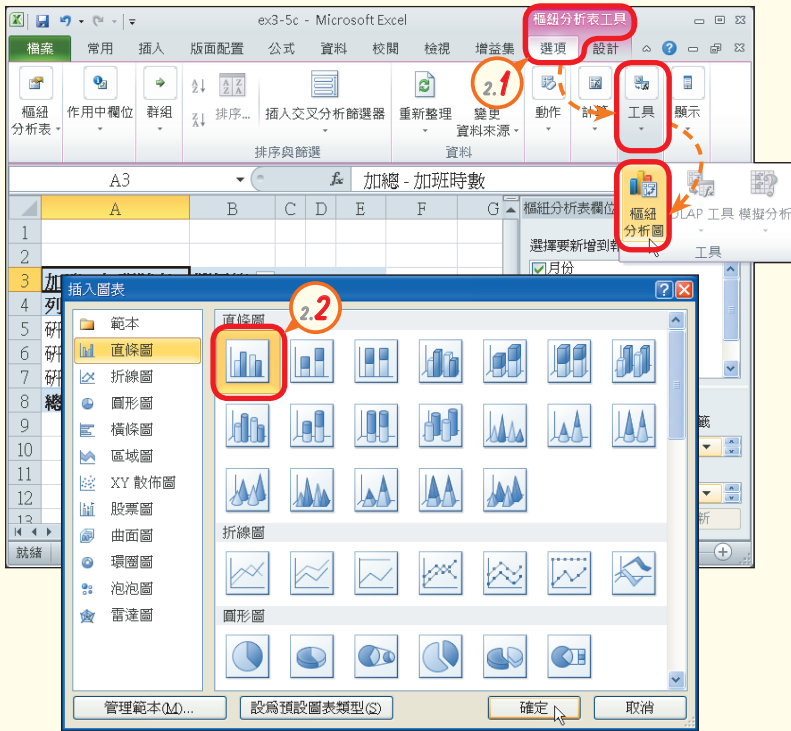 ex3-5c - Microsoft Excel
樞紐分析表工具
檔案 常用 插入 版面配置 公式 資料 校閱 檢視 增益集 選項 設計
2.1
樞紐分析表
作用中欄位
群組
排序...
插入交叉分析篩選器
重新整理
變更資料來源
動作
計算
工具
顯示
排序與篩選
資料
A3
fx
加總 - 加班時數
樞紐分析圖
OLAP 工具
模擬分析
工具
A B C D E F G
樞紐分析表欄位
選擇要新增到
月份
1
2
3
4 列
5 研
6 研
7 研
8 總
9
10
11
12
13
就緒
插入圖表
2.2
範本
直條圖
折線圖
圓形圖
橫條圖
區域圖
XY 散佈圖
股票圖
曲面圖
環圈圖
泡泡圖
雷達圖
直條圖
折線圖
圓形圖
籤
新
管理範本(M)...
設為預設圖表類型(S)
確定
取消